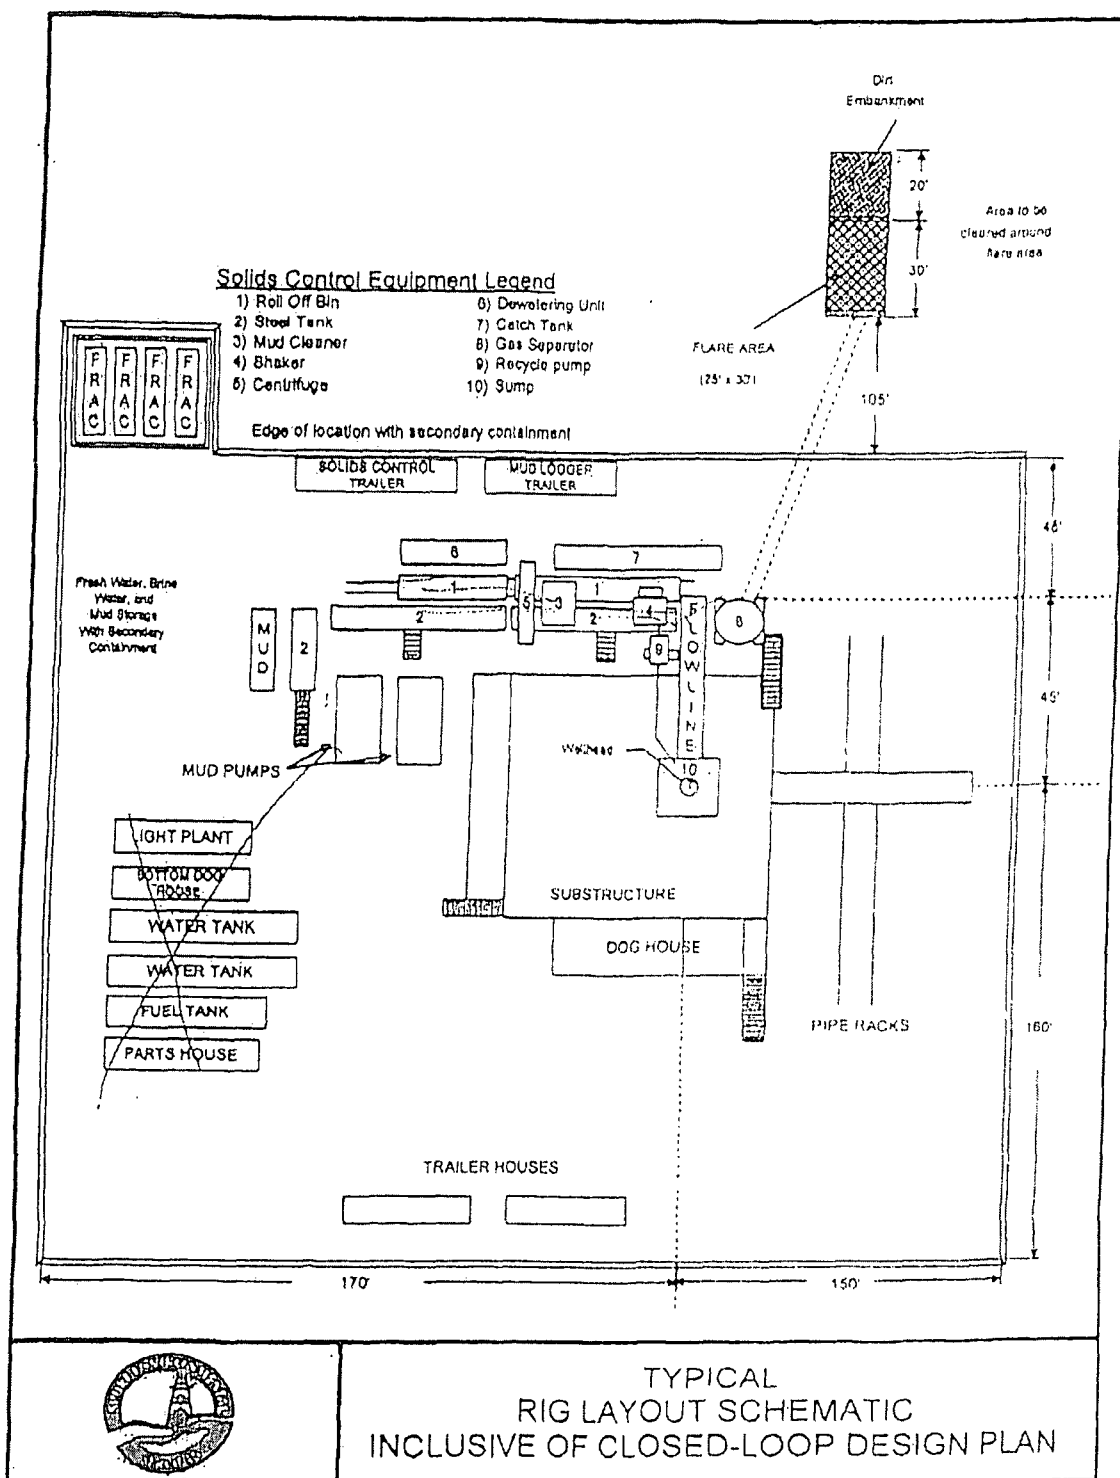 Dirt
Embankment
20'
Area to be
cleared around
flare area
30'
Solids Control Equipment Legend
1) Roll Off Bin
2) Steel Tank
3) Mud Cleaner
4) Shaker
5) Centrifuge
6) Dewatering Unit
7) Catch Tank
8) Gas Separator
9) Recycle pump
10) Sump
FLARE AREA
105'
FRAC
FRAC
FRAC
FRAC
Edge of location with secondary containment
SOLIDS CONTROL
TRAILER
MUD LOGGER
TRAILER
Fresh Water, Brine
Water, and
Mud Storage
With Secondary
Containment
6
7
1
5
3
1
4
2
2
8
9
MUD
2
FLOWLINE
45'
Wellhead
10
MUD PUMPS
LIGHT PLANT
BOTTOM DOG
HOUSE
WATER TANK
WATER TANK
FUEL TANK
PARTS HOUSE
SUBSTRUCTURE
DOG HOUSE
PIPE RACKS
160'
TRAILER HOUSES
170'
150'
TYPICAL
RIG LAYOUT SCHEMATIC
INCLUSIVE OF CLOSED-LOOP DESIGN PLAN